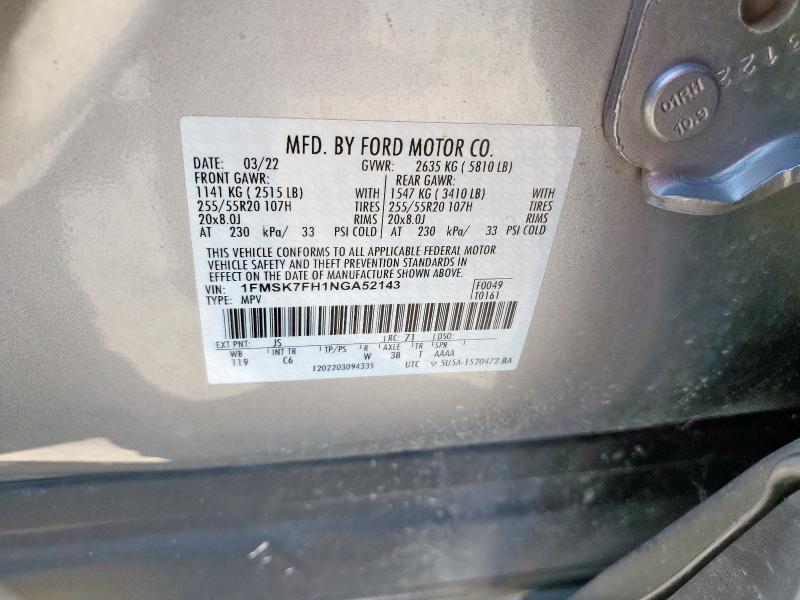 MFD. BY FORD MOTOR CO.
DATE: 03/22 GVWR: 2635 KG ( 5810 LB)
FRONT GAWR: REAR GAWR:
1141 KG ( 2515 LB) WITH 1547 KG ( 3410 LB) WITH
255/55R20 107H TIRES 255/55R20 107H TIRES
20x8.0J RIMS 20x8.0J RIMS
AT 230 kPa/ 33 PSI COLD AT 230 kPa/ 33 PSI COLD
THIS VEHICLE CONFORMS TO ALL APPLICABLE FEDERAL MOTOR
VEHICLE SAFETY AND THEFT PREVENTION STANDARDS IN
EFFECT ON THE DATE OF MANUFACTURE SHOWN ABOVE.
VIN: 1FMSK7FH1NGA52143 F0049
TYPE: MPV T0161
EXT PNT: JS RC: 71 DSO:
WB INT TR TP/PS R AXLE TR SPR
119 C6 W 3B T AAAA
1202203094335 UTC ▽ 5U5A-1520472-BA
31222
01RH
10.9